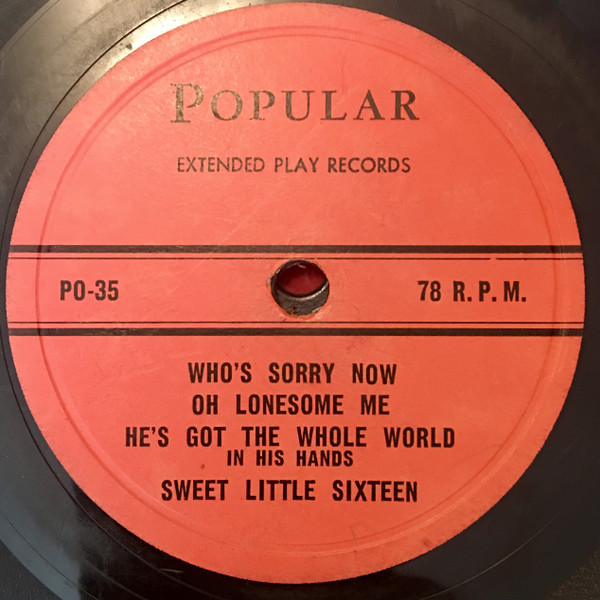 POPULAR
EXTENDED PLAY RECORDS
PO-35
78 R.P.M.
WHO'S SORRY NOW
OH LONESOME ME
HE'S GOT THE WHOLE WORLD
IN HIS HANDS
SWEET LITTLE SIXTEEN